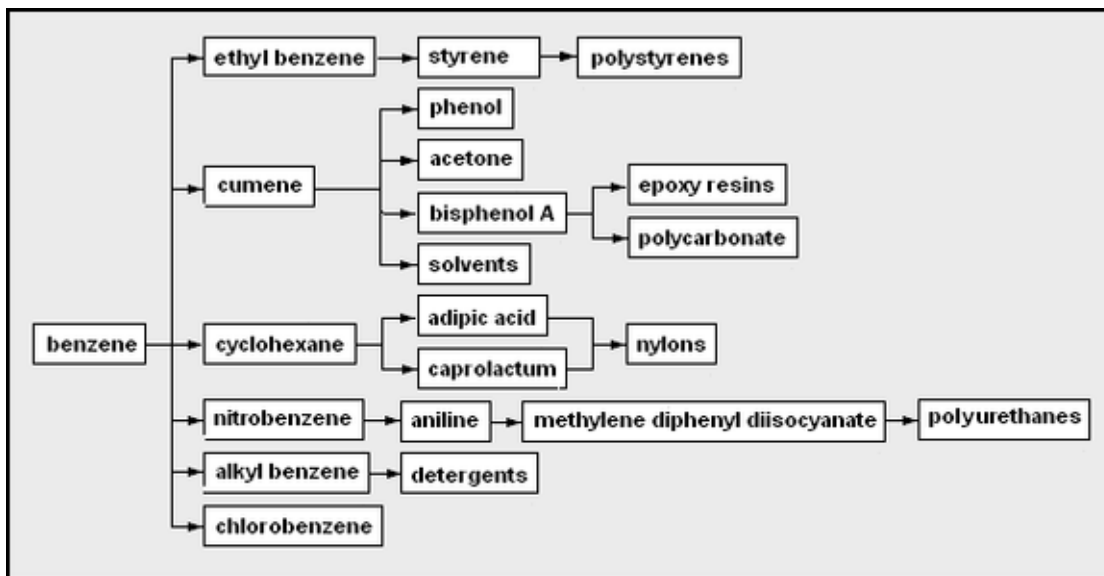 ethyl benzene
styrene
polystyrenes
phenol
acetone
cumene
bisphenol A
epoxy resins
polycarbonate
solvents
benzene
cyclohexane
adipic acid
caprolactum
nylons
nitrobenzene
aniline
methylene diphenyl diisocyanate
polyurethanes
alkyl benzene
detergents
chlorobenzene